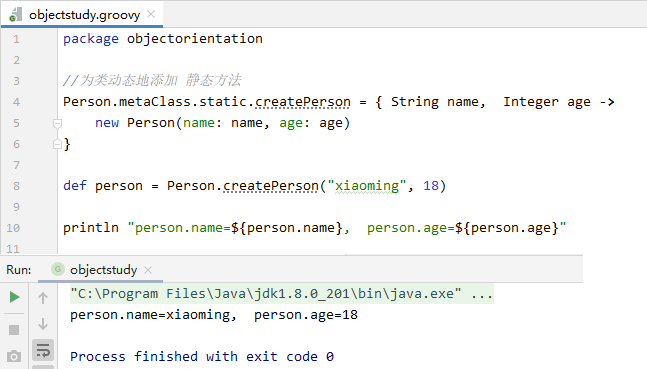 objectstudy.groovy
1 package objectorientation
2
3 //为类动态地添加 静态方法
4 Person.metaClass.static.createPerson = { String name,  Integer age ->
5     new Person(name: name, age: age)
6 }
7
8 def person = Person.createPerson("xiaoming", 18)
9
10 println "person.name=${person.name},  person.age=${person.age}"
11
Run: objectstudy
"C:\Program Files\Java\jdk1.8.0_201\bin\java.exe" ...
person.name=xiaoming,  person.age=18
Process finished with exit code 0